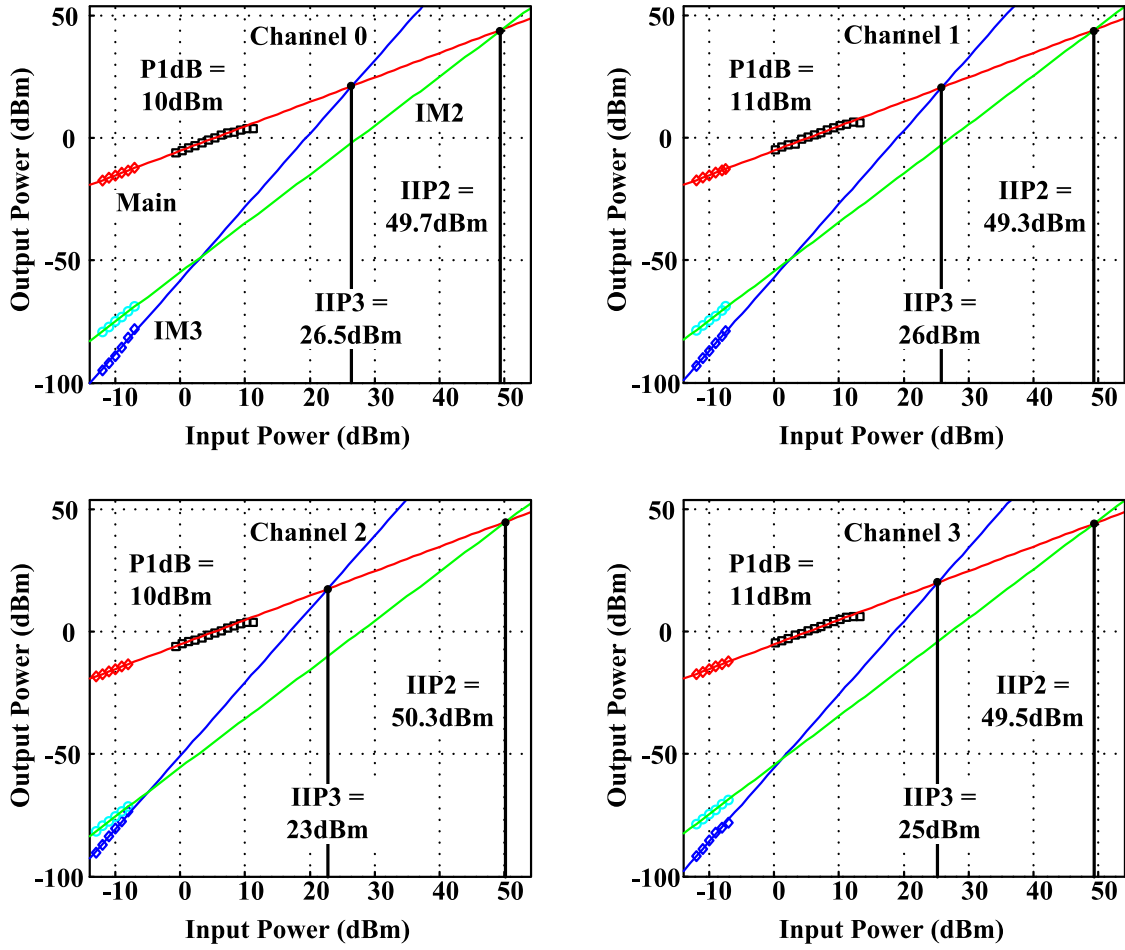 50
Channel 0
P1dB =
10dBm
0
IM2
Main
IIP2 =
49.7dBm
-50
IM3
IIP3 =
26.5dBm
-100
-10 0 10 20 30 40 50
Input Power (dBm)
Output Power (dBm)
50
Channel 1
P1dB =
11dBm
0
IIP2 =
49.3dBm
-50
IIP3 =
26dBm
-100
-10 0 10 20 30 40 50
Input Power (dBm)
Output Power (dBm)
50
Channel 2
P1dB =
10dBm
0
IIP2 =
50.3dBm
-50
IIP3 =
23dBm
-100
-10 0 10 20 30 40 50
Input Power (dBm)
Output Power (dBm)
50
Channel 3
P1dB =
11dBm
0
IIP2 =
49.5dBm
-50
IIP3 =
25dBm
-100
-10 0 10 20 30 40 50
Input Power (dBm)
Output Power (dBm)